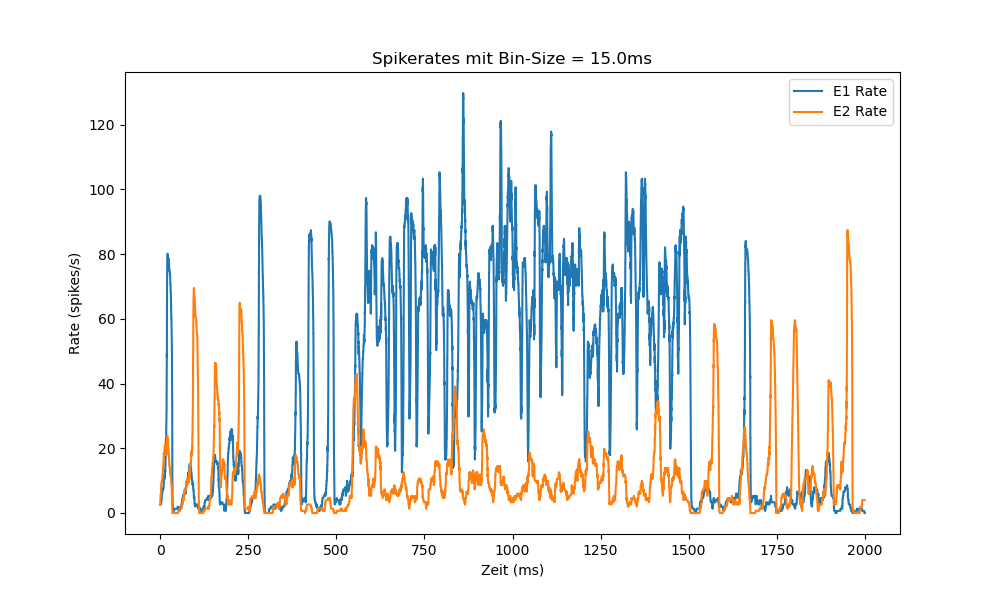 Spikerates mit Bin-Size = 15.0ms
E1 Rate
E2 Rate
Rate (spikes/s)
120
100
80
60
40
20
0
0 250 500 750 1000 1250 1500 1750 2000
Zeit (ms)